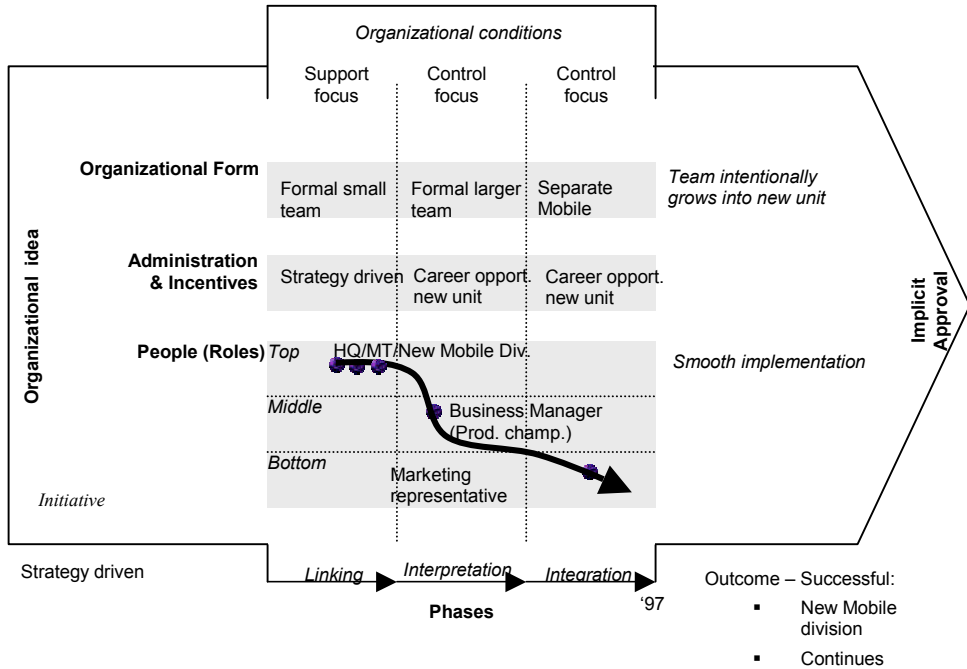 Organizational conditions
Support
focus
Control
focus
Control
focus
Organizational Form
Formal small
team
Formal larger
team
Separate
Mobile
Team intentionally
grows into new unit
Organizational idea
Administration
& Incentives
Strategy driven
Career opport.
new unit
Career opport.
new unit
Implicit
Approval
People (Roles)
Top
HQ/MT/New Mobile Div.
Smooth implementation
Middle
Business Manager
(Prod. champ.)
Bottom
Marketing
representative
Initiative
Strategy driven
Linking
Interpretation
Integration
Phases
‘97
Outcome – Successful:
▪ New Mobile
division
▪ Continues